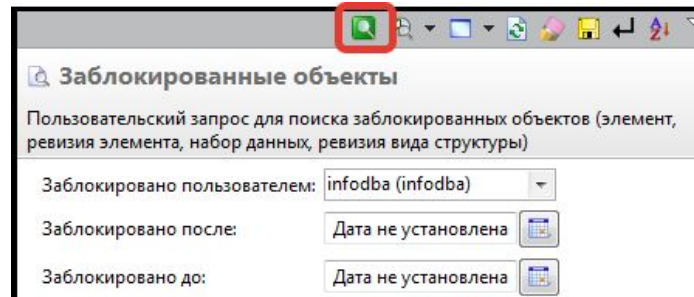 Заблокированные объекты
Пользовательский запрос для поиска заблокированных объектов (элемент,
ревизия элемента, набор данных, ревизия вида структуры)
Заблокировано пользователем: infodba (infodba)
Заблокировано после: Дата не установлена
Заблокировано до: Дата не установлена